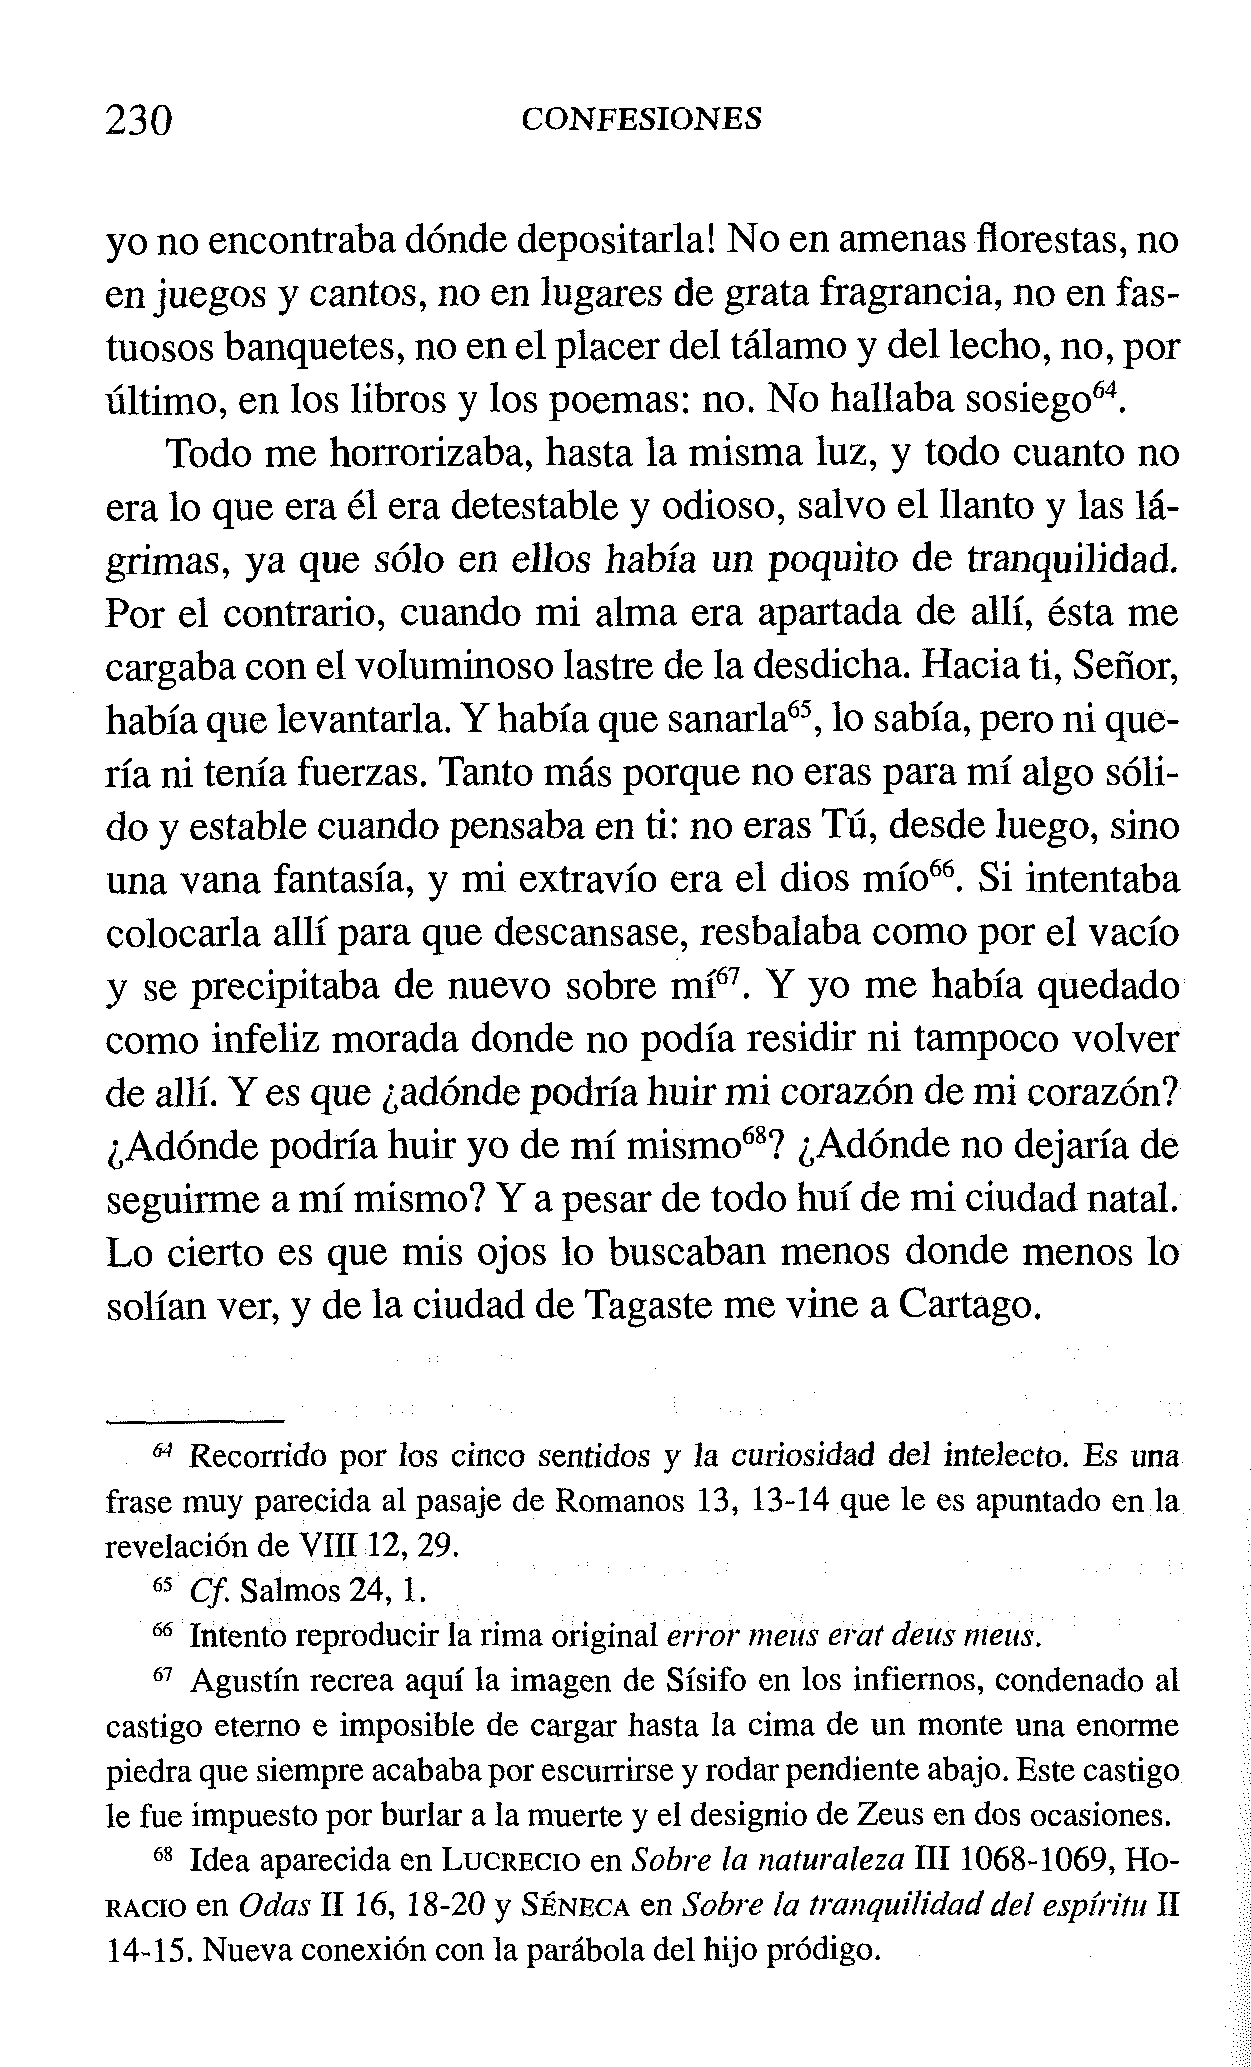 230 CONFESIONES
yo no encontraba dónde depositarla! No en amenas florestas, no
en juegos y cantos, no en lugares de grata fragrancia, no en fas-
tuosos banquetes, no en el placer del tálamo y del lecho, no, por
último, en los libros y los poemas: no. No hallaba sosiego⁶⁴.
Todo me horrorizaba, hasta la misma luz, y todo cuanto no
era lo que era él era detestable y odioso, salvo el llanto y las lá-
grimas, ya que sólo en ellos había un poquito de tranquilidad.
Por el contrario, cuando mi alma era apartada de allí, ésta me
cargaba con el voluminoso lastre de la desdicha. Hacia ti, Señor,
había que levantarla. Y había que sanarla⁶⁵, lo sabía, pero ni que-
ría ni tenía fuerzas. Tanto más porque no eras para mí algo sóli-
do y estable cuando pensaba en ti: no eras Tú, desde luego, sino
una vana fantasía, y mi extravío era el dios mío⁶⁶. Si intentaba
colocarla allí para que descansase, resbalaba como por el vacío
y se precipitaba de nuevo sobre mí⁶⁷. Y yo me había quedado
como infeliz morada donde no podía residir ni tampoco volver
de allí. Y es que ¿adónde podría huir mi corazón de mi corazón?
¿Adónde podría huir yo de mí mismo⁶⁸? ¿Adónde no dejaría de
seguirme a mí mismo? Y a pesar de todo huí de mi ciudad natal.
Lo cierto es que mis ojos lo buscaban menos donde menos lo
solían ver, y de la ciudad de Tagaste me vine a Cartago.
⁶⁴ Recorrido por los cinco sentidos y la curiosidad del intelecto. Es una
frase muy parecida al pasaje de Romanos 13, 13-14 que le es apuntado en la
revelación de VIII 12, 29.
⁶⁵ Cf. Salmos 24, 1.
⁶⁶ Intento reproducir la rima original error meus erat deus meus.
⁶⁷ Agustín recrea aquí la imagen de Sísifo en los infiernos, condenado al
castigo eterno e imposible de cargar hasta la cima de un monte una enorme
piedra que siempre acababa por escurrirse y rodar pendiente abajo. Este castigo
le fue impuesto por burlar a la muerte y el designio de Zeus en dos ocasiones.
⁶⁸ Idea aparecida en LUCRECIO en Sobre la naturaleza III 1068-1069, HO-
RACIO en Odas II 16, 18-20 y SÉNECA en Sobre la tranquilidad del espíritu II
14-15. Nueva conexión con la parábola del hijo pródigo.